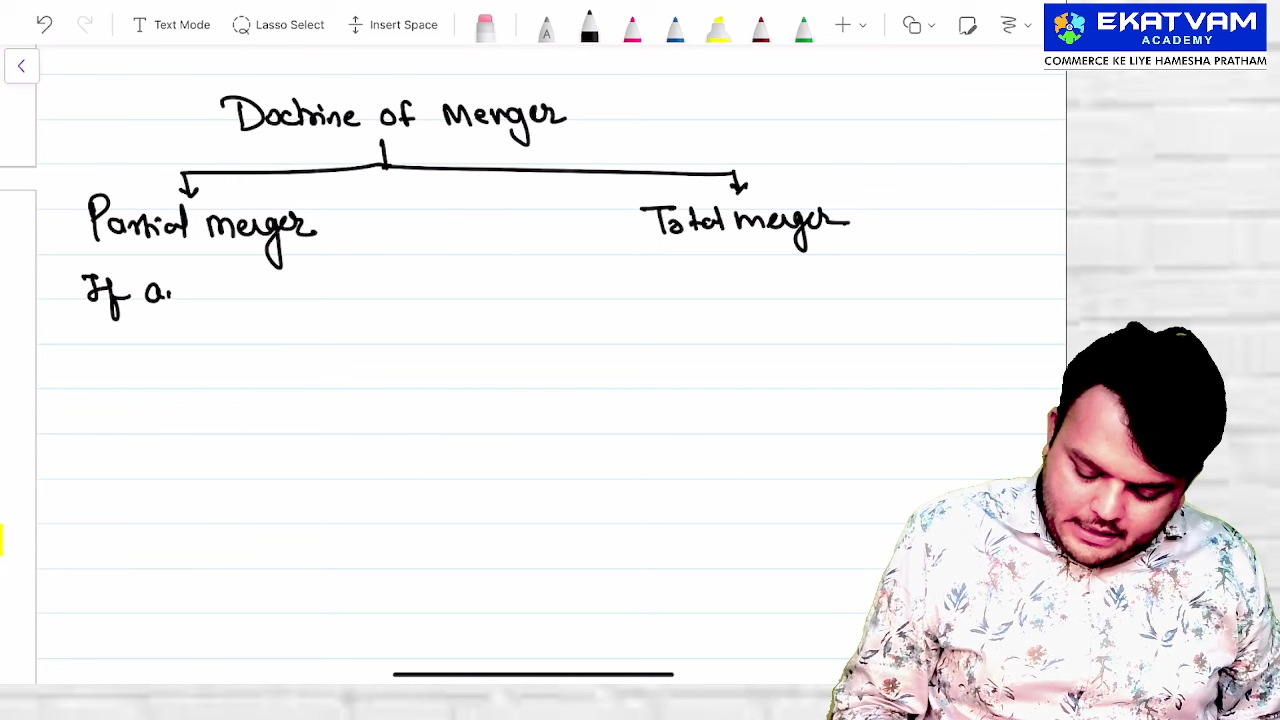 Text Mode Lasso Select Insert Space
EKATVAM
ACADEMY
COMMERCE KE LIYE HAMESHA PRATHAM
Doctrine of Merger
Partial merger Total merger
If a